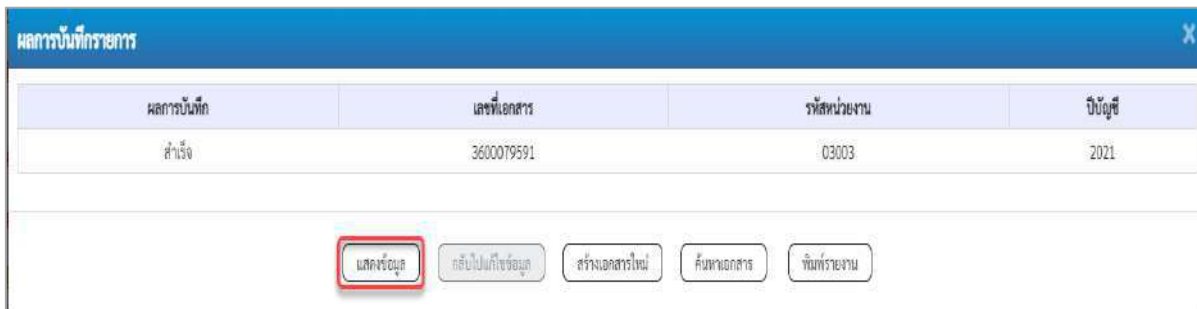 ผลการบันทึกรายการ X
ผลการบันทึก เลขที่เอกสาร รหัสหน่วยงาน ปีบัญชี
สำเร็จ 3600079591 03003 2021
แสดงข้อมูล กลับไปแก้ไขข้อมูล สร้างเอกสารใหม่ ค้นหาเอกสาร พิมพ์รายงาน